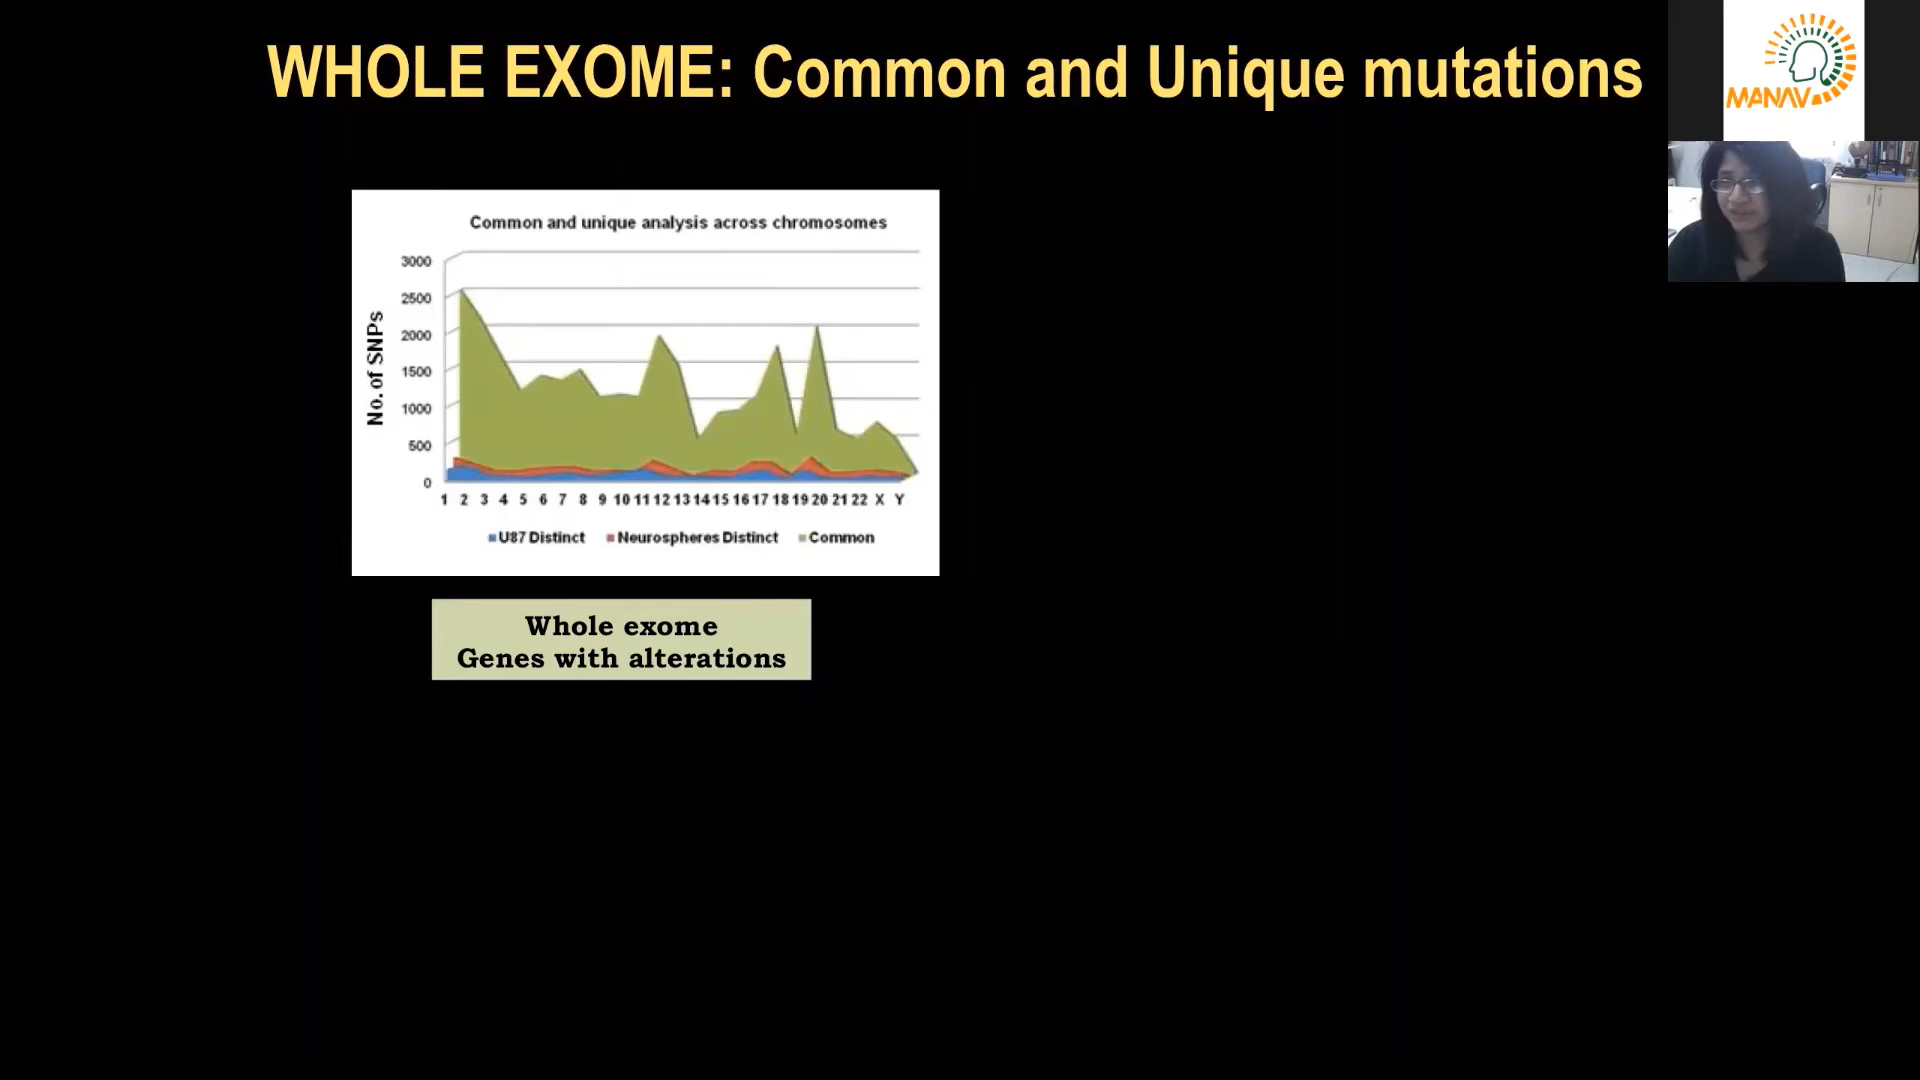 WHOLE EXOME: Common and Unique mutations
MANAV
Common and unique analysis across chromosomes
No. of SNPs
3000
2500
2000
1500
1000
500
0
1 2 3 4 5 6 7 8 9 10 11 12 13 14 15 16 17 18 19 20 21 22 X Y
U87 Distinct Neurospheres Distinct Common
Whole exome
Genes with alterations